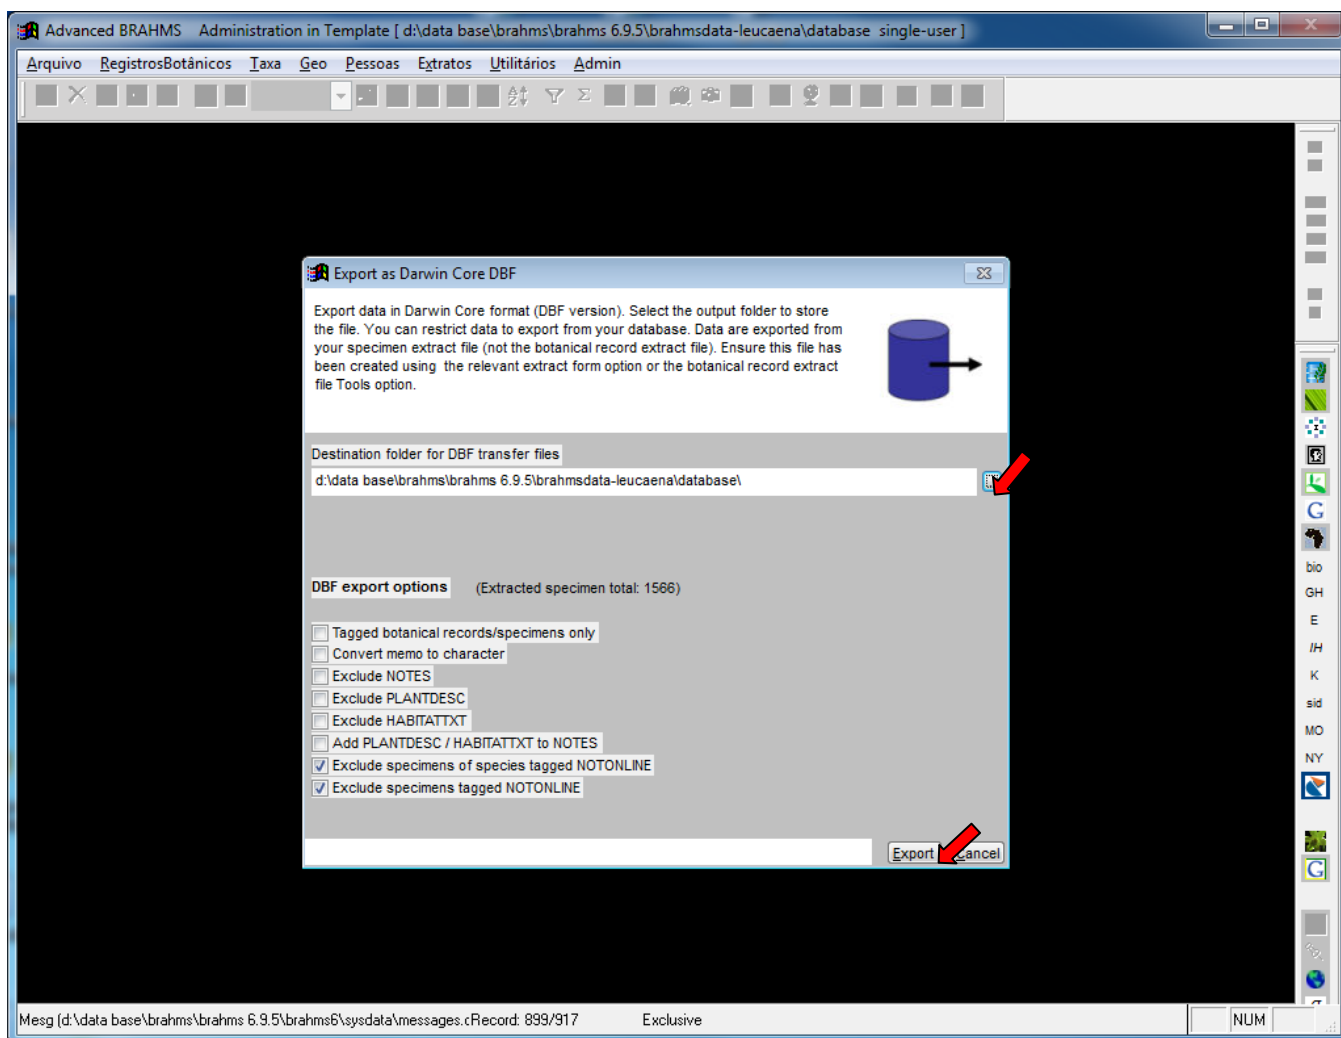 Advanced BRAHMS Administration in Template [ d:\data base\brahms\brahms 6.9.5\brahmsdata-leucaena\database single-user ]
Arquivo RegistrosBotânicos Taxa Geo Pessoas Extratos Utilitários Admin
Export as Darwin Core DBF
Export data in Darwin Core format (DBF version). Select the output folder to store
the file. You can restrict data to export from your database. Data are exported from
your specimen extract file (not the botanical record extract file). Ensure this file has
been created using the relevant extract form option or the botanical record extract
file Tools option.
Destination folder for DBF transfer files
d:\data base\brahms\brahms 6.9.5\brahmsdata-leucaena\database\
DBF export options (Extracted specimen total: 1566)
Tagged botanical records/specimens only
Convert memo to character
Exclude NOTES
Exclude PLANTDESC
Exclude HABITATTXT
Add PLANTDESC / HABITATTXT to NOTES
Exclude specimens of species tagged NOTONLINE
Exclude specimens tagged NOTONLINE
Export Cancel
G
bio
GH
E
IH
K
sid
MO
NY
G
Mesg (d:\data base\brahms\brahms 6.9.5\brahms6\sysdata\messages.c Record: 899/917 Exclusive NUM